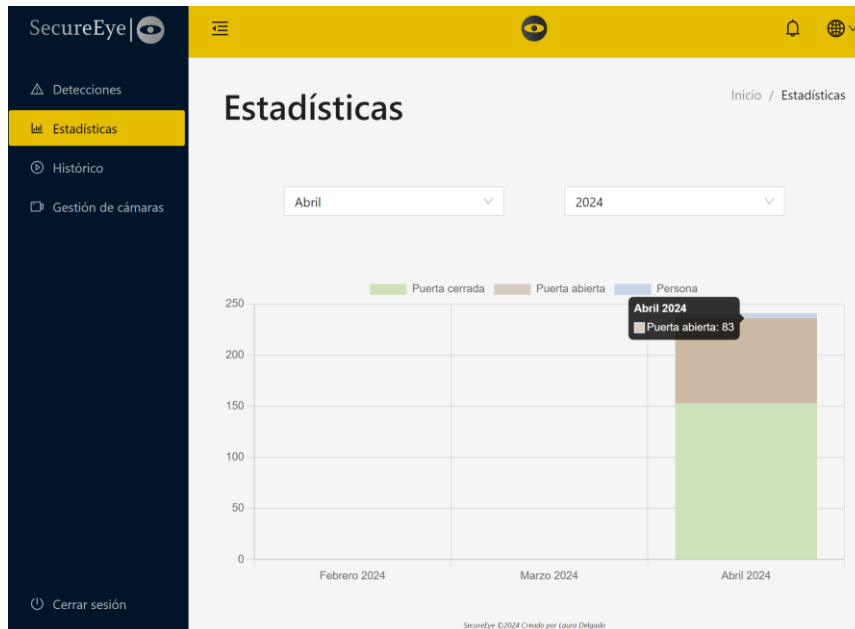 SecureEye|
Detecciones
Estadísticas
Histórico
Gestión de cámaras
Cerrar sesión
Estadísticas
Inicio / Estadísticas
Abril
2024
Puerta cerrada
Puerta abierta
Persona
Abril 2024
Puerta abierta: 83
250
200
150
100
50
0
Febrero 2024
Marzo 2024
Abril 2024
SecureEye ©2024 Creado por Laura Delgado